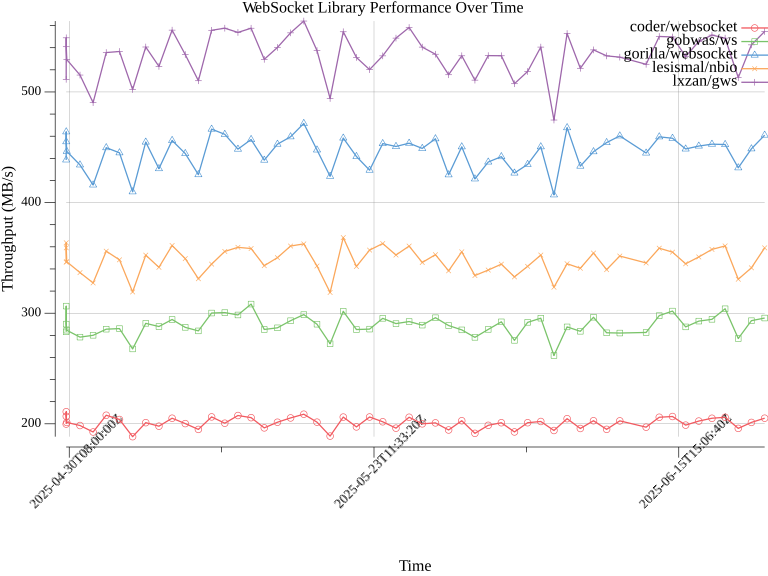 WebSocket Library Performance Over Time
coder/websocket
gobwas/ws
gorilla/websocket
lesismal/nbio
lxzan/gws
Throughput (MB/s)
500
400
300
200
2025-04-30T08:00:00Z
2025-05-23T11:33:20Z
2025-06-15T15:06:40Z
Time